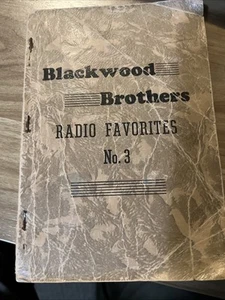 Blackwood
Brothers
RADIO FAVORITES
No. 3